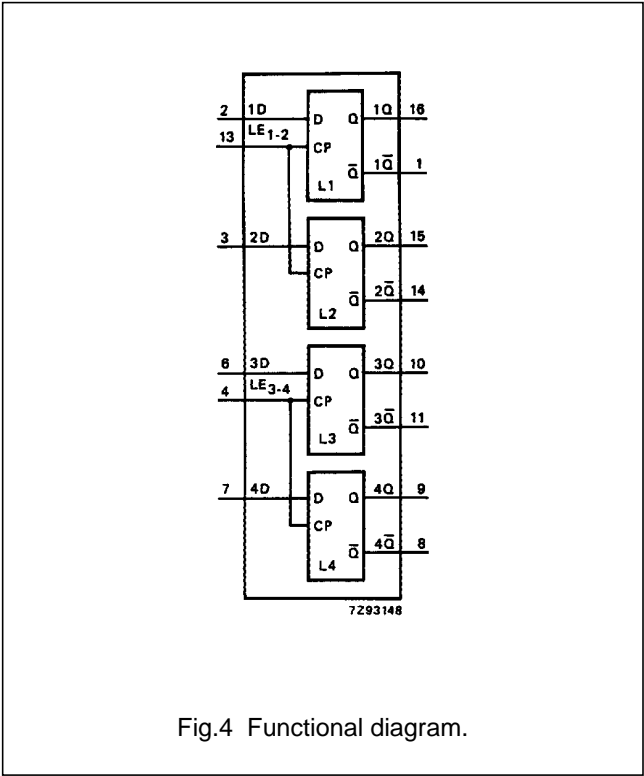 2 1D D Q 1Q 16
13 LE1-2 CP
Q̅ 1Q̅ 1
L1
3 2D D Q 2Q 15
CP
Q̅ 2Q̅ 14
L2
6 3D D Q 3Q 10
4 LE3-4 CP
Q̅ 3Q̅ 11
L3
7 4D D Q 4Q 9
CP
Q̅ 4Q̅ 8
L4
7Z93148
Fig.4 Functional diagram.